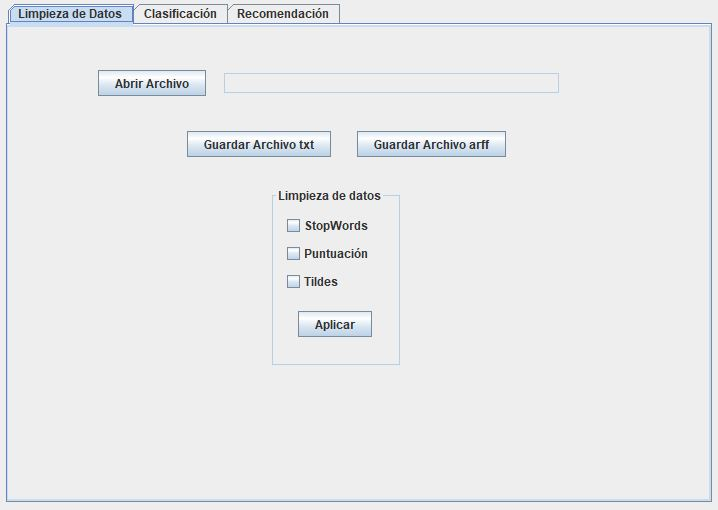 Limpieza de Datos Clasificación Recomendación
Abrir Archivo
Guardar Archivo txt Guardar Archivo arff
Limpieza de datos
StopWords
Puntuación
Tildes
Aplicar